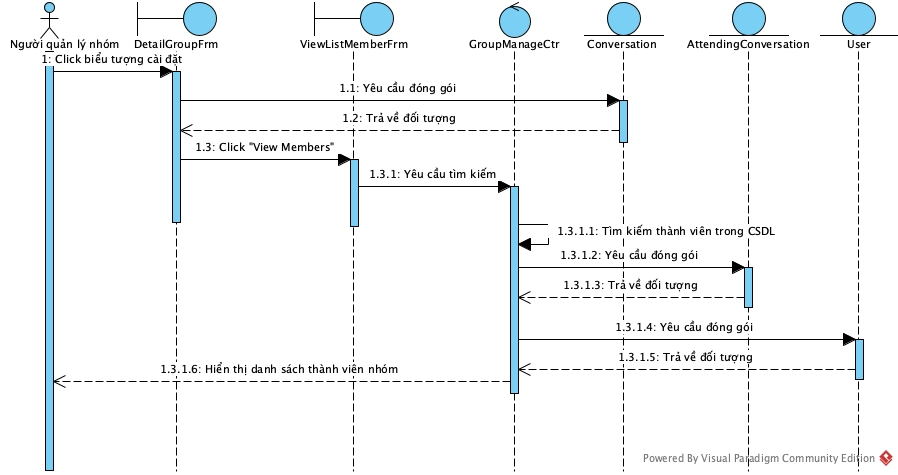 Người quản lý nhóm
DetailGroupFrm
ViewListMemberFrm
GroupManageCtr
Conversation
AttendingConversation
User
1: Click biểu tượng cài đặt
1.1: Yêu cầu đóng gói
1.2: Trả về đối tượng
1.3: Click "View Members"
1.3.1: Yêu cầu tìm kiếm
1.3.1.1: Tìm kiếm thành viên trong CSDL
1.3.1.2: Yêu cầu đóng gói
1.3.1.3: Trả về đối tượng
1.3.1.4: Yêu cầu đóng gói
1.3.1.5: Trả về đối tượng
1.3.1.6: Hiển thị danh sách thành viên nhóm
Powered By Visual Paradigm Community Edition